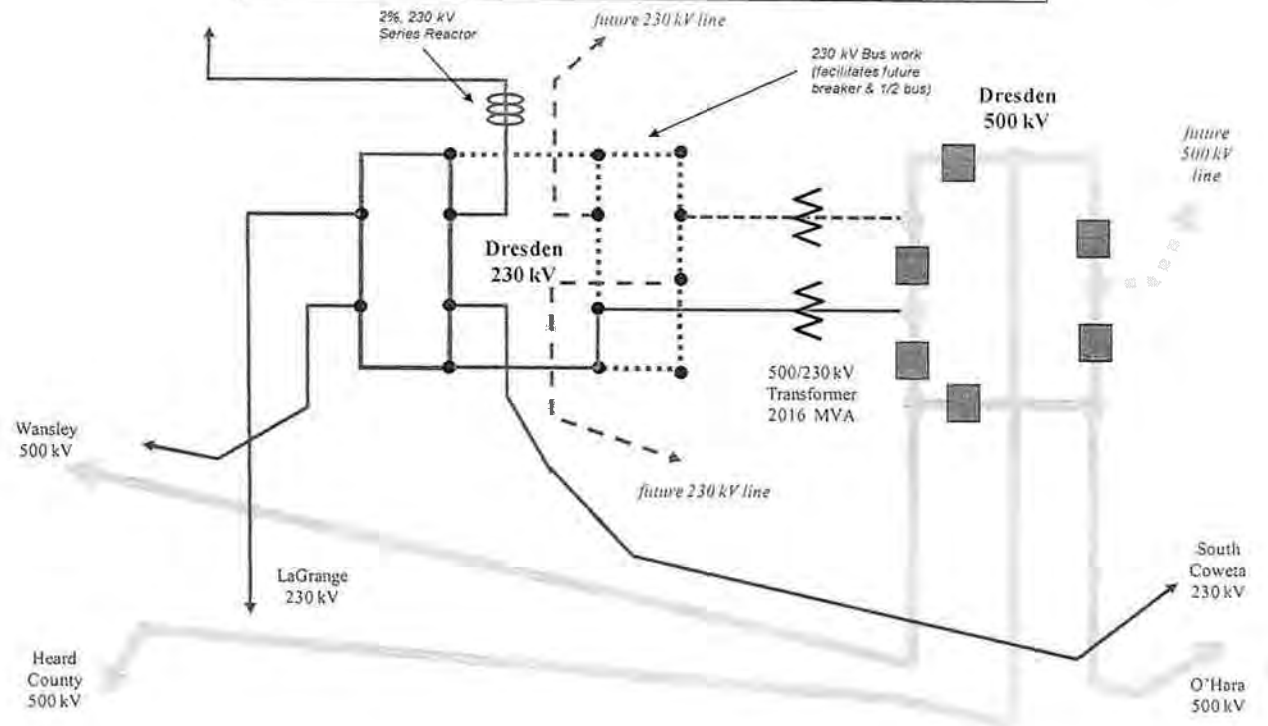 2%, 230 kV
Series Reactor
future 230 kV line
230 kV Bus work
(facilitates future
breaker & 1/2 bus)
Dresden
500 kV
future
500 kV
line
Dresden
230 kV
500/230 kV
Transformer
2016 MVA
Wansley
500 kV
future 230 kV line
LaGrange
230 kV
South
Coweta
230 kV
Heard
County
500 kV
O'Hara
500 kV